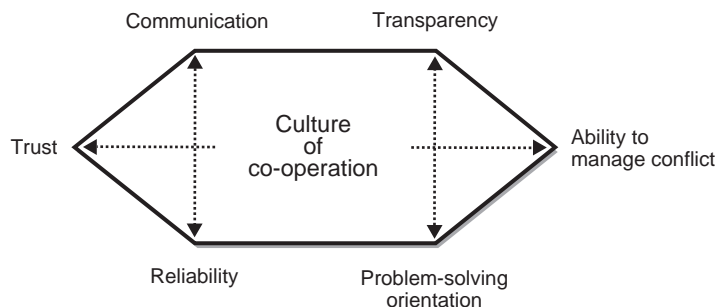 Communication
Transparency
Trust
Culture
of
co-operation
Ability to
manage conflict
Reliability
Problem-solving
orientation